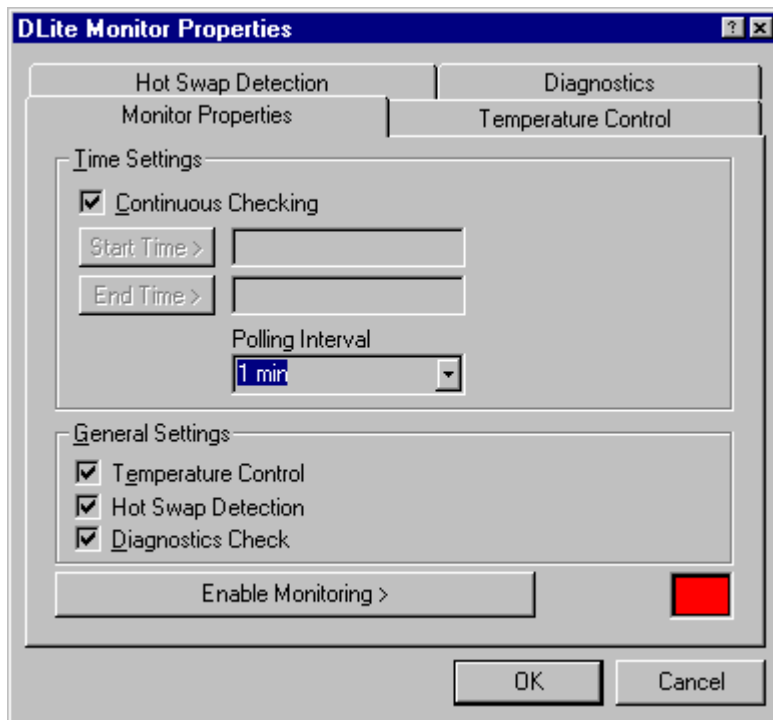 DLite Monitor Properties
Hot Swap Detection Diagnostics
Monitor Properties Temperature Control
Time Settings
Continuous Checking
Start Time >
End Time >
Polling Interval
1 min
General Settings
Temperature Control
Hot Swap Detection
Diagnostics Check
Enable Monitoring >
OK Cancel